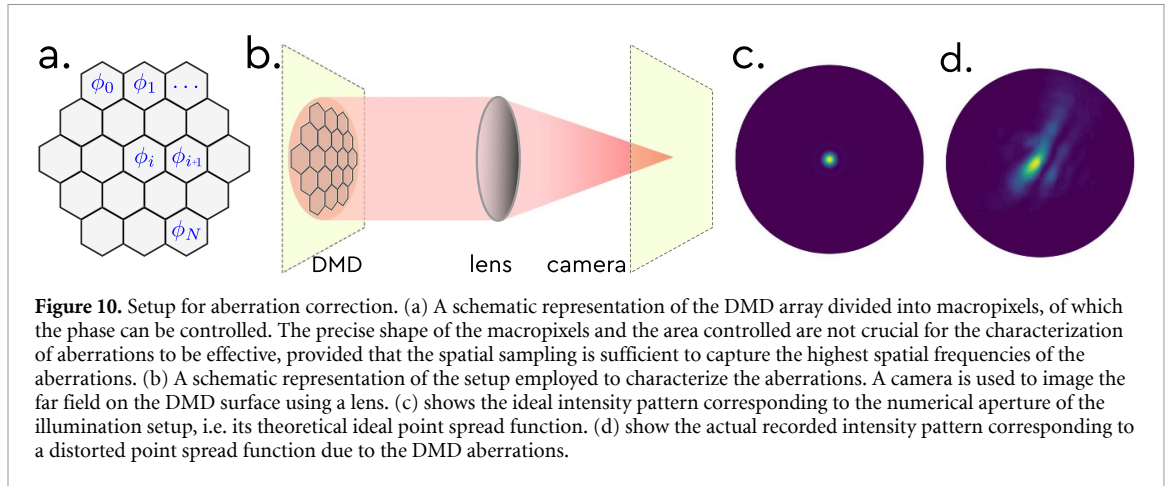 a.
b.
c.
d.
ϕ₀ ϕ₁ ...
ϕᵢ ϕᵢ₊₁
ϕ_N
DMD
lens
camera
Figure 10. Setup for aberration correction. (a) A schematic representation of the DMD array divided into macropixels, of which
the phase can be controlled. The precise shape of the macropixels and the area controlled are not crucial for the characterization
of aberrations to be effective, provided that the spatial sampling is sufficient to capture the highest spatial frequencies of the
aberrations. (b) A schematic representation of the setup employed to characterize the aberrations. A camera is used to image the
far field on the DMD surface using a lens. (c) shows the ideal intensity pattern corresponding to the numerical aperture of the
illumination setup, i.e. its theoretical ideal point spread function. (d) show the actual recorded intensity pattern corresponding to
a distorted point spread function due to the DMD aberrations.